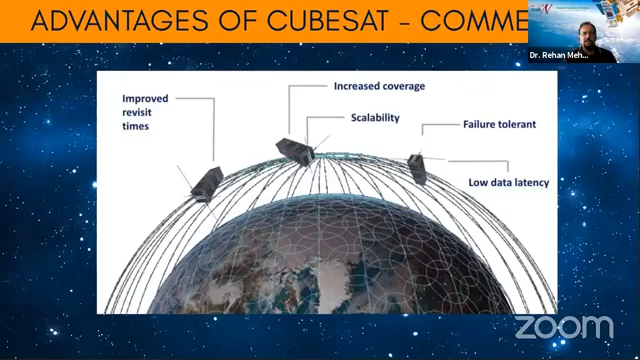 ADVANTAGES OF CUBESAT - COMME
Dr. Rehan Meh...
Increased coverage
Improved
revisit
times
Scalability
Failure tolerant
Low data latency
zoom